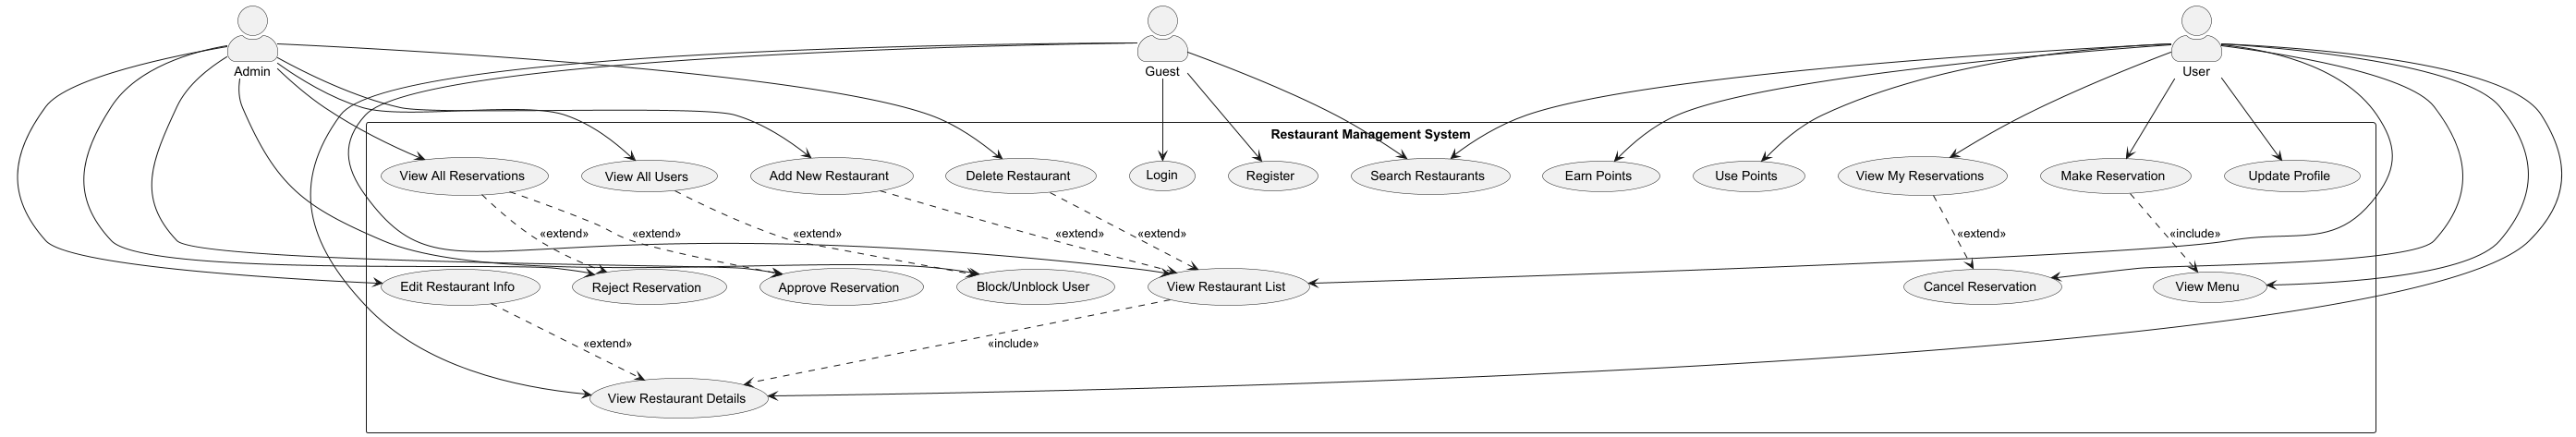 Admin
Guest
User
Restaurant Management System
View All Reservations
View All Users
Add New Restaurant
Delete Restaurant
Login
Register
Search Restaurants
Earn Points
Use Points
View My Reservations
Make Reservation
Update Profile
«extend»
«extend»
«extend»
«extend»
«extend»
«extend»
«include»
Edit Restaurant Info
Reject Reservation
Approve Reservation
Block/Unblock User
View Restaurant List
Cancel Reservation
View Menu
«extend»
«include»
View Restaurant Details